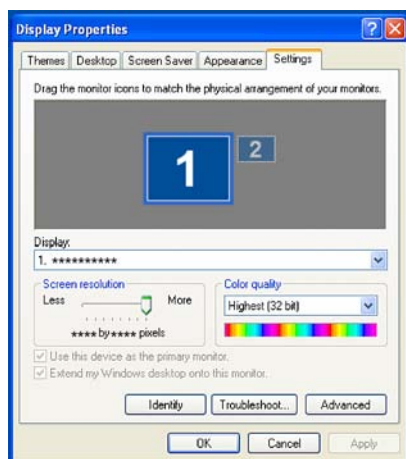 Display Properties
Themes Desktop Screen Saver Appearance Settings
Drag the monitor icons to match the physical arrangement of your monitors.
1 2
Display:
1. **********
Screen resolution
Less More
**** by **** pixels
Color quality
Highest (32 bit)
Use this device as the primary monitor.
Extend my Windows desktop onto this monitor.
Identify Troubleshoot... Advanced
OK Cancel Apply